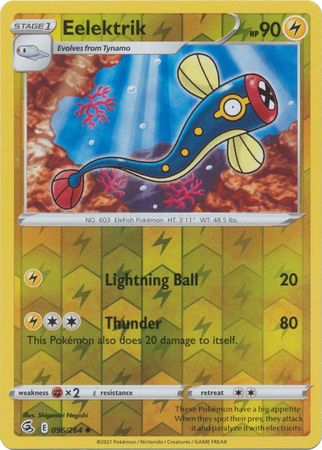 STAGE 1 Eelektrik HP 90
Evolves from Tynamo
NO. 603 EleFish Pokémon HT: 3'11" WT: 48.5 lbs.
Lightning Ball 20
Thunder 80
This Pokémon also does 20 damage to itself.
weakness ×2 resistance retreat
Illus. Shigenori Negishi
E 096/264
These Pokémon have a big appetite.
When they spot their prey, they attack
it and paralyze it with electricity.
©2021 Pokémon / Nintendo / Creatures / GAME FREAK